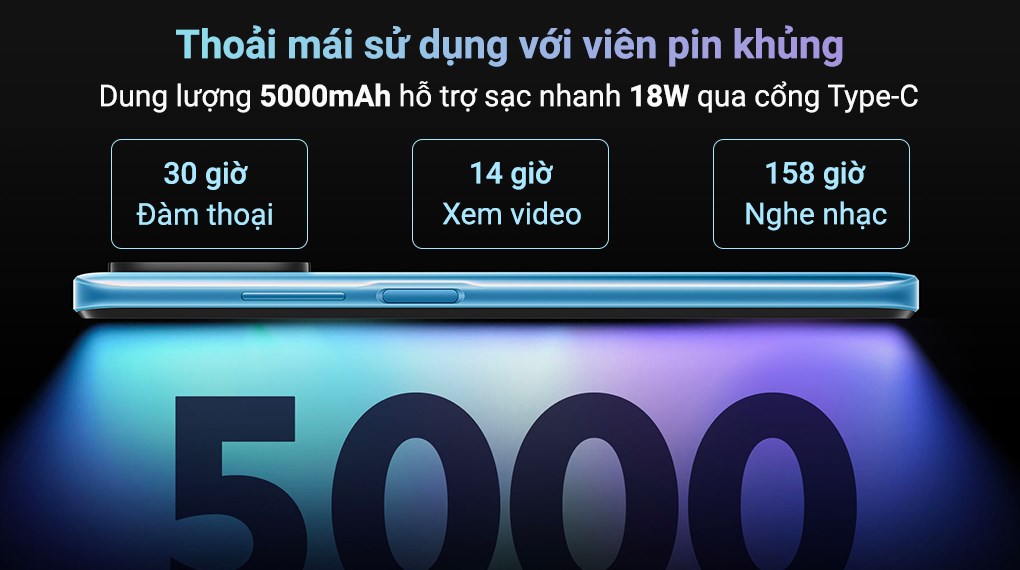 Thoải mái sử dụng với viên pin khủng
Dung lượng 5000mAh hỗ trợ sạc nhanh 18W qua cổng Type-C
30 giờ
Đàm thoại
14 giờ
Xem video
158 giờ
Nghe nhạc
5000